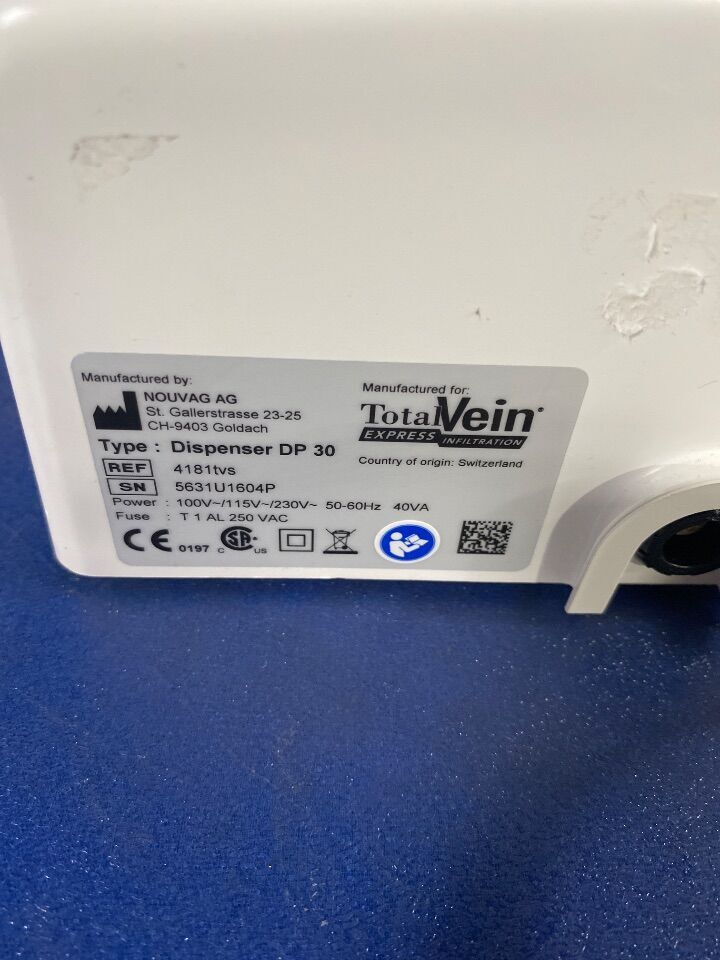 Manufactured by:
NOUVAG AG
St. Gallerstrasse 23-25
CH-9403 Goldach
Type : Dispenser DP 30
REF 4181tvs
SN 5631U1604P
Power : 100V~/115V~/230V~ 50-60Hz 40VA
Fuse : T 1 AL 250 VAC
CE 0197 C SA US
Manufactured for:
TotalVein®
EXPRESS INFILTRATION
Country of origin: Switzerland